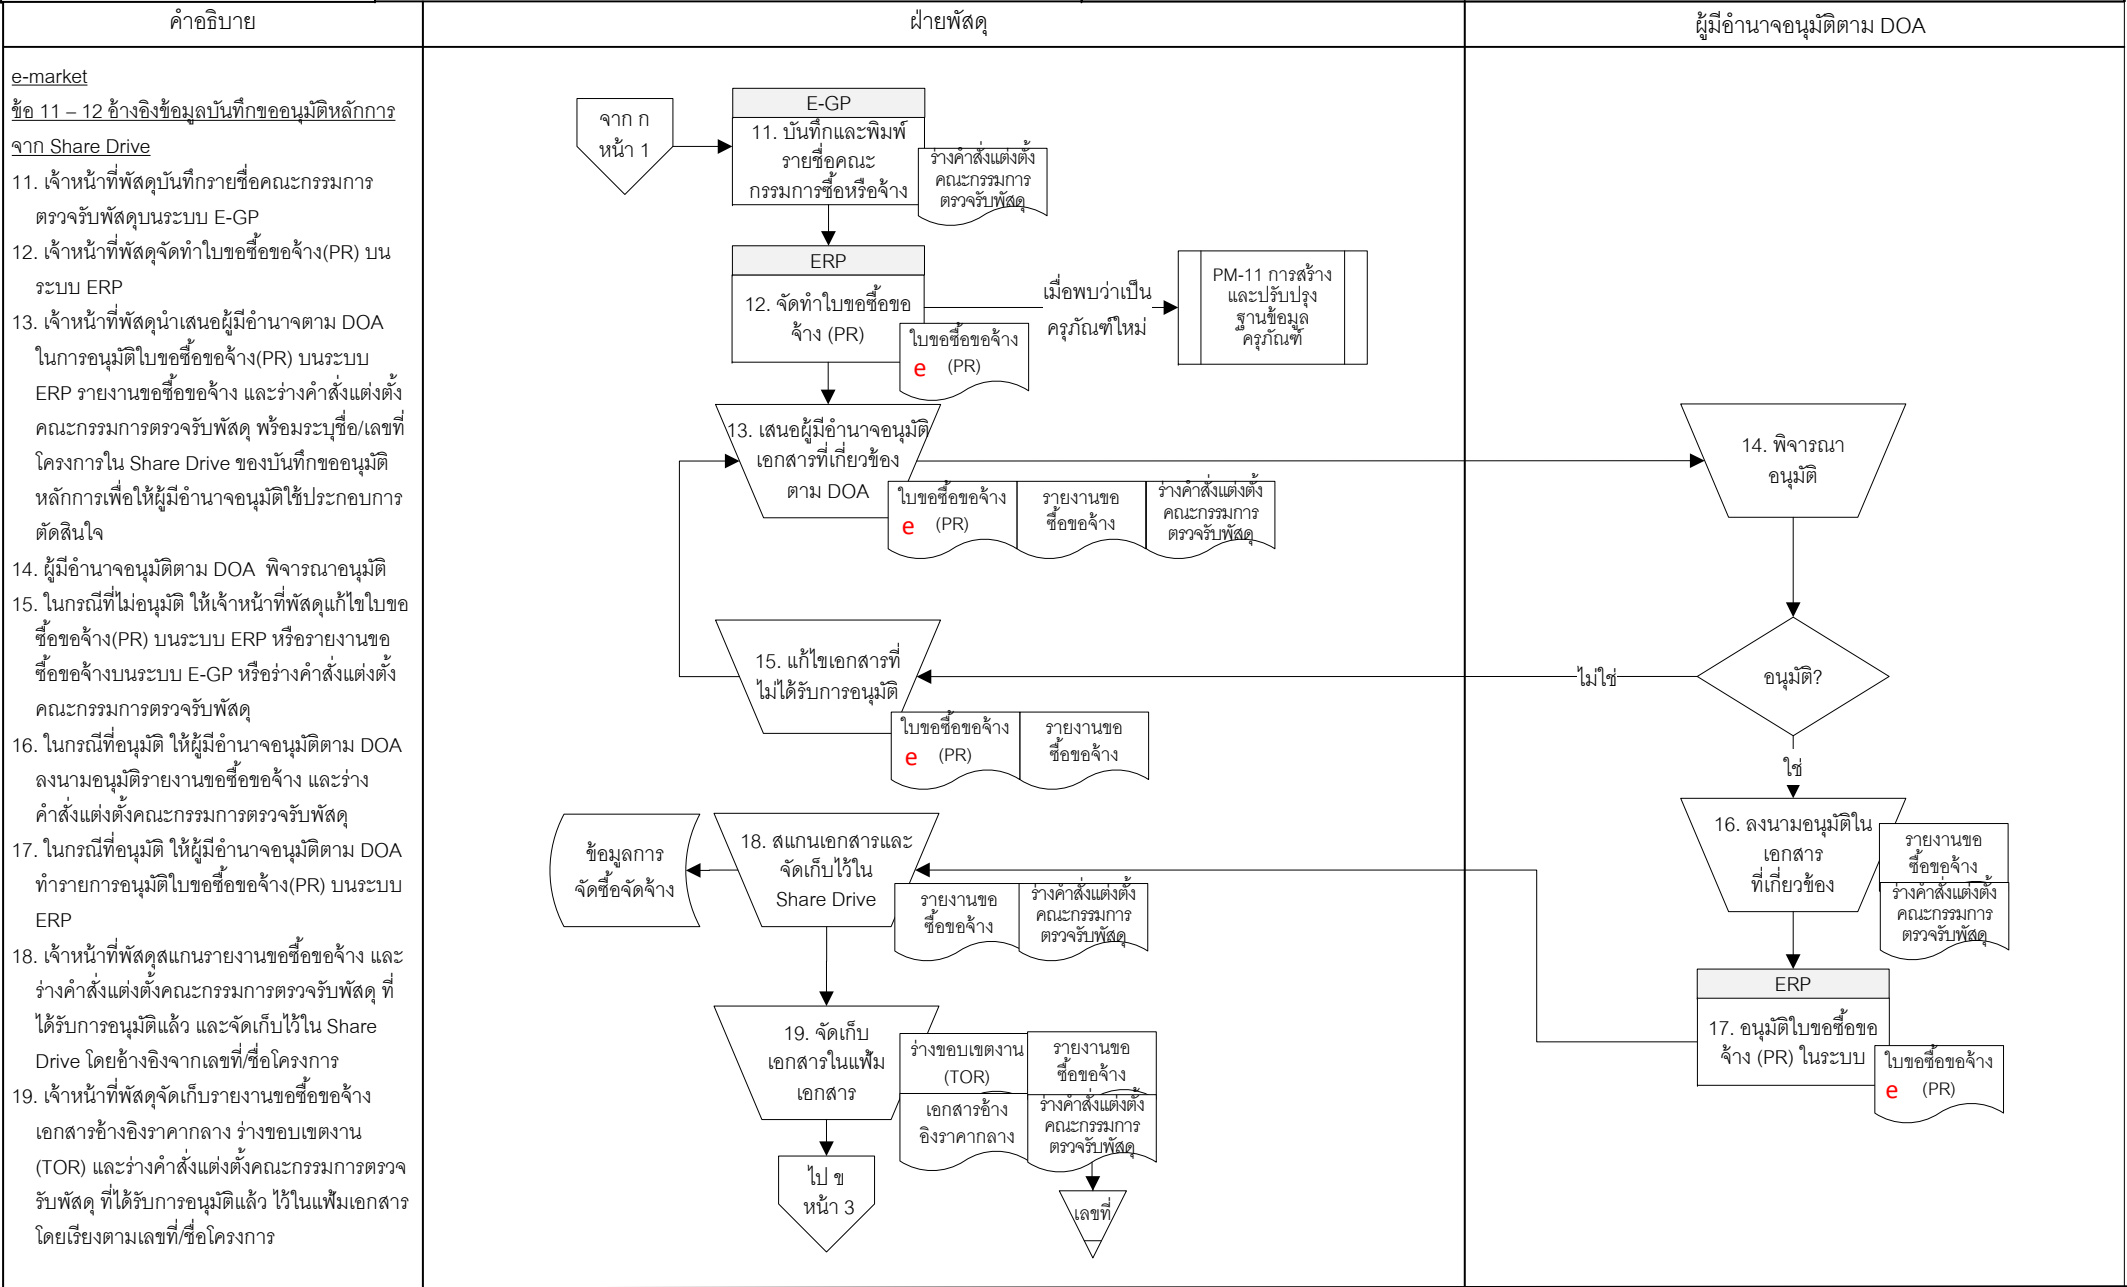 คำอธิบาย
ฝ่ายพัสดุ
ผู้มีอำนาจอนุมัติตาม DOA
e-market
ข้อ 11 – 12 อ้างอิงข้อมูลบันทึกขออนุมัติหลักการ
จาก Share Drive
11. เจ้าหน้าที่พัสดุบันทึกรายชื่อคณะกรรมการ
ตรวจรับพัสดุบนระบบ E-GP
12. เจ้าหน้าที่พัสดุจัดทำใบขอซื้อขอจ้าง(PR) บน
ระบบ ERP
13. เจ้าหน้าที่พัสดุนำเสนอผู้มีอำนาจตาม DOA
ในการอนุมัติใบขอซื้อขอจ้าง(PR) บนระบบ
ERP รายงานขอซื้อขอจ้าง และร่างคำสั่งแต่งตั้ง
คณะกรรมการตรวจรับพัสดุ พร้อมระบุชื่อ/เลขที่
โครงการใน Share Drive ของบันทึกขออนุมัติ
หลักการเพื่อให้ผู้มีอำนาจอนุมัติใช้ประกอบการ
ตัดสินใจ
14. ผู้มีอำนาจอนุมัติตาม DOA พิจารณาอนุมัติ
15. ในกรณีที่ไม่อนุมัติ ให้เจ้าหน้าที่พัสดุแก้ไขใบขอ
ซื้อขอจ้าง(PR) บนระบบ ERP หรือรายงานขอ
ซื้อขอจ้างบนระบบ E-GP หรือร่างคำสั่งแต่งตั้ง
คณะกรรมการตรวจรับพัสดุ
16. ในกรณีที่อนุมัติ ให้ผู้มีอำนาจอนุมัติตาม DOA
ลงนามอนุมัติรายงานขอซื้อขอจ้าง และร่าง
คำสั่งแต่งตั้งคณะกรรมการตรวจรับพัสดุ
17. ในกรณีที่อนุมัติ ให้ผู้มีอำนาจอนุมัติตาม DOA
ทำรายการอนุมัติใบขอซื้อขอจ้าง(PR) บนระบบ
ERP
18. เจ้าหน้าที่พัสดุสแกนรายงานขอซื้อขอจ้าง และ
ร่างคำสั่งแต่งตั้งคณะกรรมการตรวจรับพัสดุ ที่
ได้รับการอนุมัติแล้ว และจัดเก็บไว้ใน Share
Drive โดยอ้างอิงจากเลขที่/ชื่อโครงการ
19. เจ้าหน้าที่พัสดุจัดเก็บรายงานขอซื้อขอจ้าง
เอกสารอ้างอิงราคากลาง ร่างขอบเขตงาน
(TOR) และร่างคำสั่งแต่งตั้งคณะกรรมการตรวจ
รับพัสดุ ที่ได้รับการอนุมัติแล้ว ไว้ในแฟ้มเอกสาร
โดยเรียงตามเลขที่/ชื่อโครงการ
จาก ก
หน้า 1
E-GP
11. บันทึกและพิมพ์
รายชื่อคณะ
กรรมการซื้อหรือจ้าง
ร่างคำสั่งแต่งตั้ง
คณะกรรมการ
ตรวจรับพัสดุ
ERP
12. จัดทำใบขอซื้อขอ
จ้าง (PR)
ใบขอซื้อขอจ้าง
e (PR)
เมื่อพบว่าเป็น
ครุภัณฑ์ใหม่
PM-11 การสร้าง
และปรับปรุง
ฐานข้อมูล
ครุภัณฑ์
13. เสนอผู้มีอำนาจอนุมัติ
เอกสารที่เกี่ยวข้อง
ตาม DOA
ใบขอซื้อขอจ้าง
e (PR)
รายงานขอ
ซื้อขอจ้าง
ร่างคำสั่งแต่งตั้ง
คณะกรรมการ
ตรวจรับพัสดุ
14. พิจารณา
อนุมัติ
15. แก้ไขเอกสารที่
ไม่ได้รับการอนุมัติ
ใบขอซื้อขอจ้าง
e (PR)
รายงานขอ
ซื้อขอจ้าง
ไม่ใช่
อนุมัติ?
ใช่
16. ลงนามอนุมัติใน
เอกสาร
ที่เกี่ยวข้อง
รายงานขอ
ซื้อขอจ้าง
ร่างคำสั่งแต่งตั้ง
คณะกรรมการ
ตรวจรับพัสดุ
ERP
17. อนุมัติใบขอซื้อขอ
จ้าง (PR) ในระบบ
ใบขอซื้อขอจ้าง
e (PR)
18. สแกนเอกสารและ
จัดเก็บไว้ใน
Share Drive
ข้อมูลการ
จัดซื้อจัดจ้าง
รายงานขอ
ซื้อขอจ้าง
ร่างคำสั่งแต่งตั้ง
คณะกรรมการ
ตรวจรับพัสดุ
19. จัดเก็บ
เอกสารในแฟ้ม
เอกสาร
ร่างขอบเขตงาน
(TOR)
รายงานขอ
ซื้อขอจ้าง
เอกสารอ้าง
อิงราคากลาง
ร่างคำสั่งแต่งตั้ง
คณะกรรมการ
ตรวจรับพัสดุ
ไป ข
หน้า 3
เลขที่